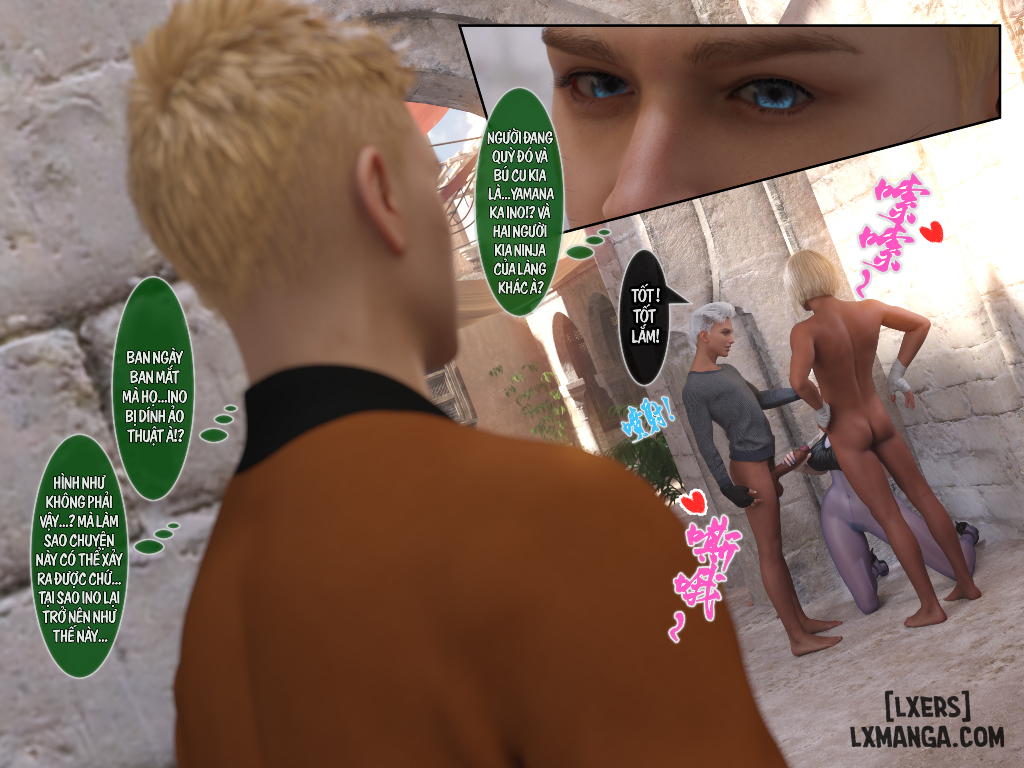 NGƯỜI ĐANG
QUỲ ĐÓ VÀ
BÚ CU KIA
LÀ...YAMANA
KA INO!? VÀ
HAI NGƯỜI
KIA NINJA
CỦA LÀNG
KHÁC À?
TỐT !
TỐT
LẮM!
BAN NGÀY
BAN MẶT
MÀ HỌ...INO
BỊ DÍNH ẢO
THUẬT À!?
HÌNH NHƯ
KHÔNG PHẢI
VẬY...? MÀ LÀM
SAO CHUYỆN
NÀY CÓ THỂ XẢY
RA ĐƯỢC CHỨ...
TẠI SAO INO LẠI
TRỞ NÊN NHƯ
THẾ NÀY...
嗦
嗦
~
[LXERS]
LXMANGA.COM